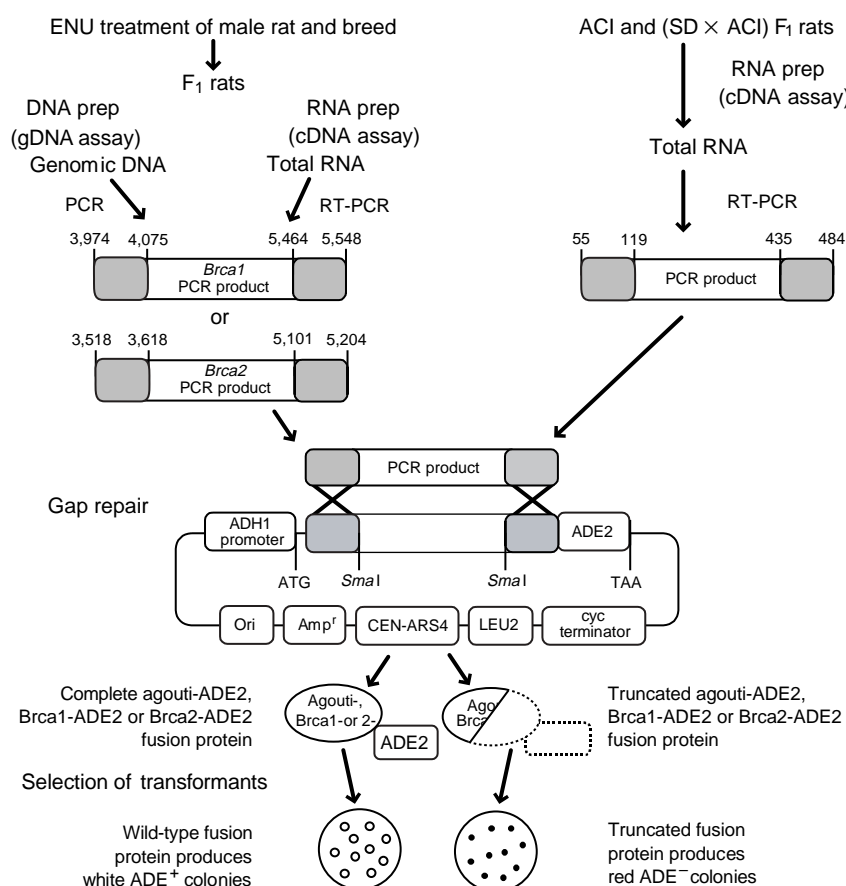 ENU treatment of male rat and breed
F1 rats
DNA prep
(gDNA assay)
Genomic DNA
RNA prep
(cDNA assay)
Total RNA
PCR
RT-PCR
3,974 4,075 5,464 5,548
Brca1
PCR product
or
3,518 3,618 5,101 5,204
Brca2
PCR product
ACI and (SD × ACI) F1 rats
RNA prep
(cDNA assay)
Total RNA
RT-PCR
55 119 435 484
PCR product
PCR product
Gap repair
ADH1
promoter
ADE2
ATG SmaI SmaI TAA
Ori Ampr CEN-ARS4 LEU2 cyc
terminator
Complete agouti-ADE2,
Brca1-ADE2 or Brca2-ADE2
fusion protein
Agouti-,
Brca1-or 2-
ADE2
Ago
Brca
Truncated agouti-ADE2,
Brca1-ADE2 or Brca2-ADE2
fusion protein
Selection of transformants
Wild-type fusion
protein produces
white ADE+ colonies
Truncated fusion
protein produces
red ADE− colonies